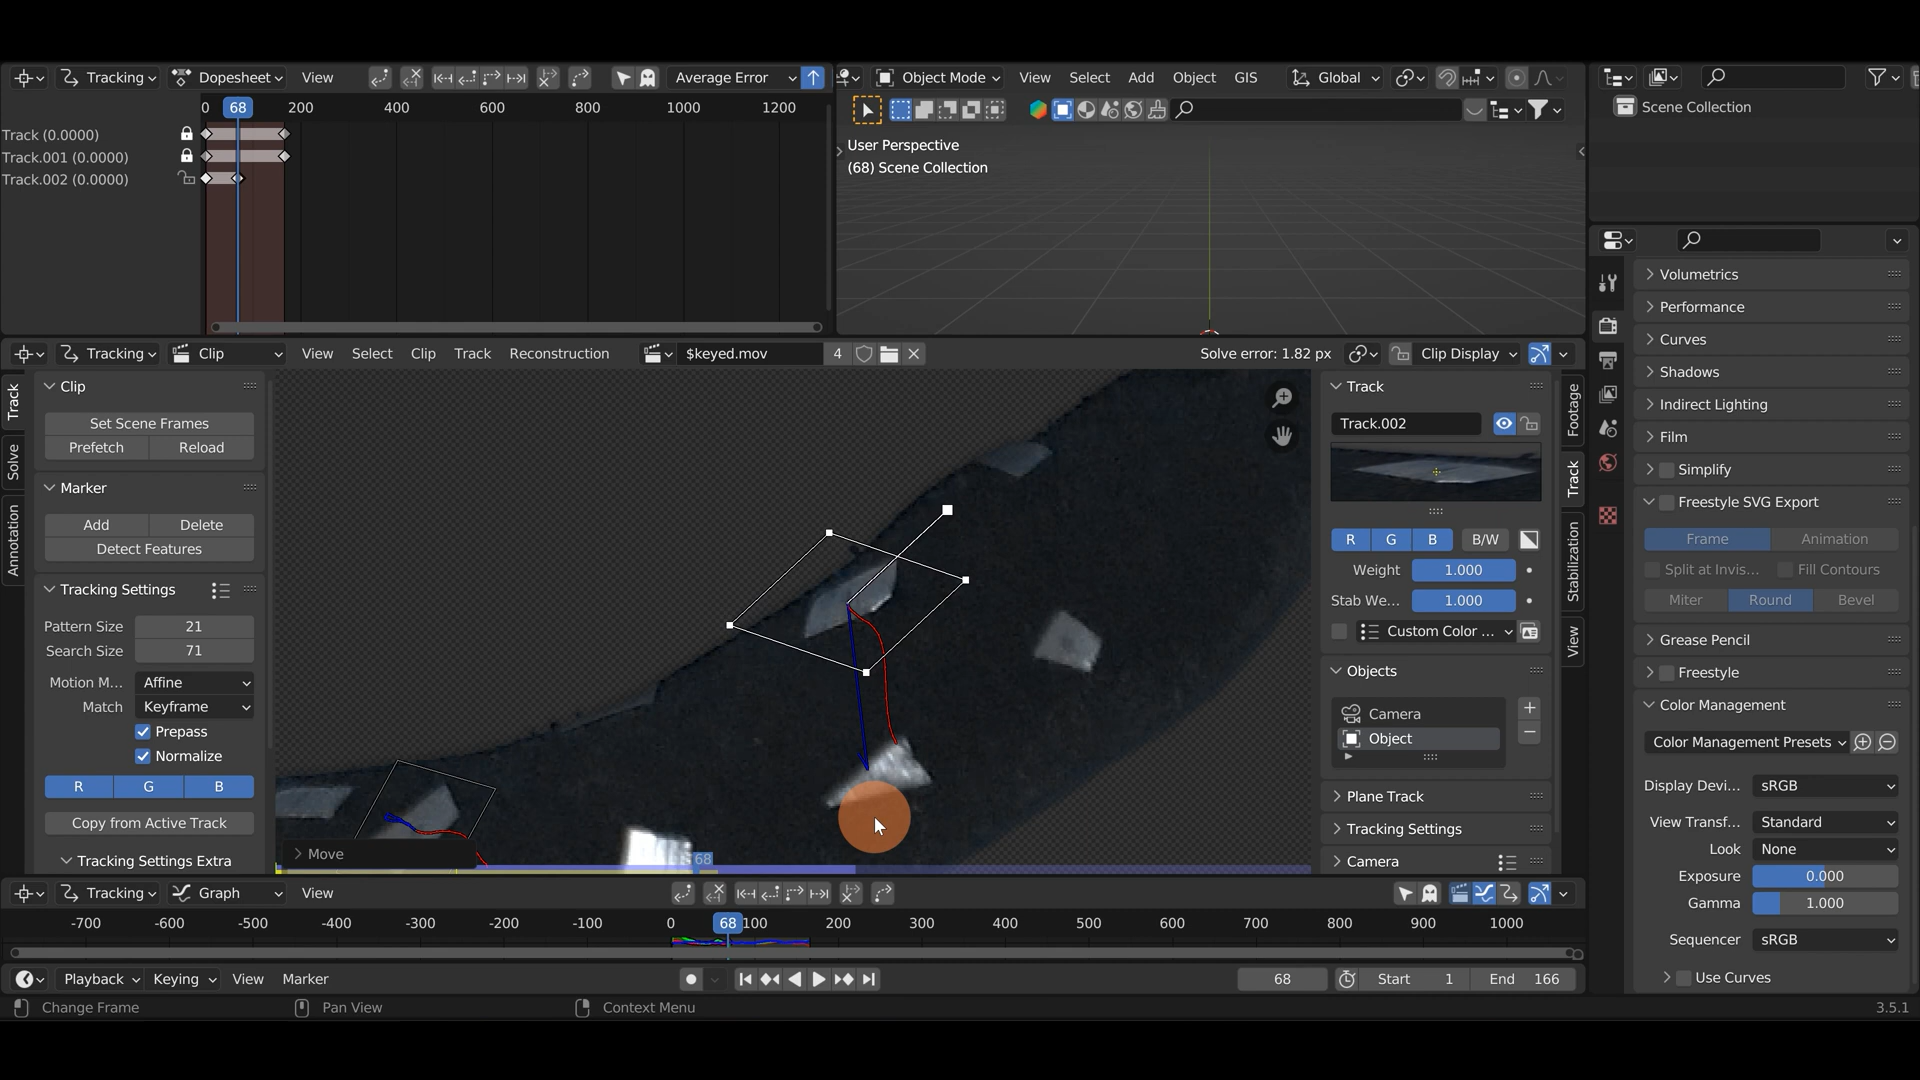 Tracking Dopesheet View Average Error
0 68 200 400 600 800 1000 1200
Track (0.0000)
Track.001 (0.0000)
Track.002 (0.0000)
Object Mode View Select Add Object GIS Global
User Perspective
(68) Scene Collection
Scene Collection
Tracking Clip View Select Clip Track Reconstruction $keyed.mov 4 Solve error: 1.82 px Clip Display
Track
Solve
Annotation
Clip
Set Scene Frames
Prefetch Reload
Marker
Add Delete
Detect Features
Tracking Settings
Pattern Size 21
Search Size 71
Motion M... Affine
Match Keyframe
Prepass
Normalize
R G B
Copy from Active Track
Tracking Settings Extra
Move
68
Track
Track.002
R G B B/W
Weight 1.000
Stab We... 1.000
Custom Color ...
Objects
Camera
Object
Plane Track
Tracking Settings
Camera
Footage
Track
Stabilization
View
Volumetrics
Performance
Curves
Shadows
Indirect Lighting
Film
Simplify
Freestyle SVG Export
Frame Animation
Split at Invis... Fill Contours
Miter Round Bevel
Grease Pencil
Freestyle
Color Management
Color Management Presets
Display Devi... sRGB
View Transf... Standard
Look None
Exposure 0.000
Gamma 1.000
Sequencer sRGB
Use Curves
Tracking Graph View
-700 -600 -500 -400 -300 -200 -100 0 68 100 200 300 400 500 600 700 800 900 1000
Playback Keying View Marker 68 Start 1 End 166
Change Frame Pan View Context Menu 3.5.1